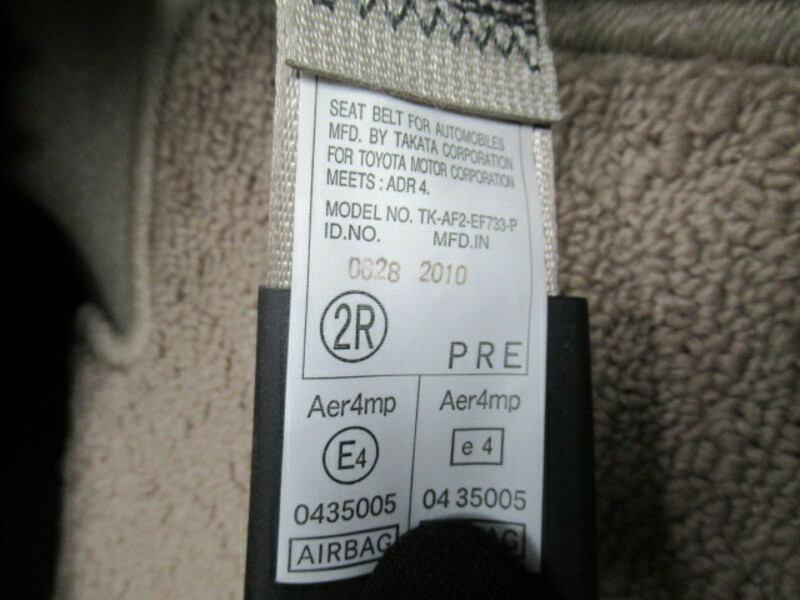 SEAT BELT FOR AUTOMOBILES
MFD. BY TAKATA CORPORATION
FOR TOYOTA MOTOR CORPORATION
MEETS : ADR 4.
MODEL NO. TK-AF2-EF733-P
ID.NO. MFD.IN
0628 2010
2R
PRE
Aer4mp Aer4mp
E4 e 4
0435005 04 35005
AIRBAG